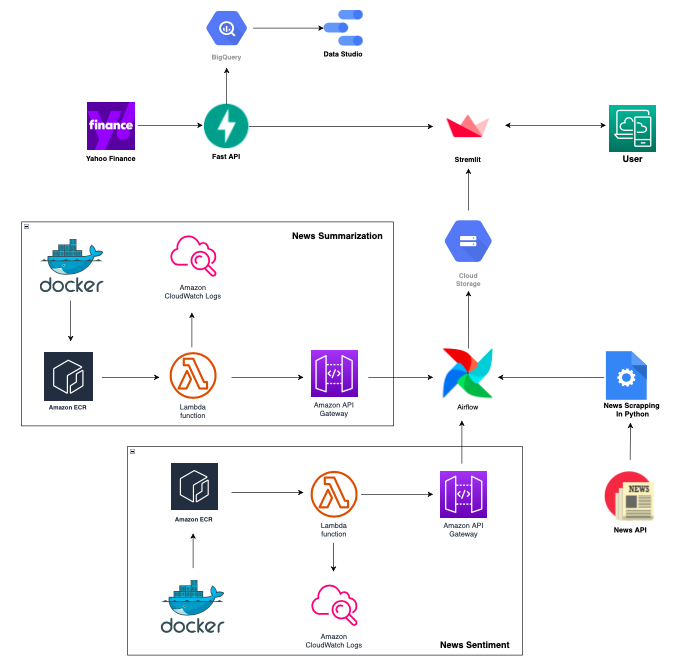 BigQuery
Data Studio
finance
Yahoo Finance
Fast API
Stremlit
User
News Summarization
docker
Amazon
CloudWatch Logs
Cloud
Storage
Amazon ECR
Lambda
function
Amazon API
Gateway
Airflow
News Scrapping
In Python
Amazon ECR
Lambda
function
Amazon API
Gateway
NEWS
News API
docker
Amazon
CloudWatch Logs
News Sentiment